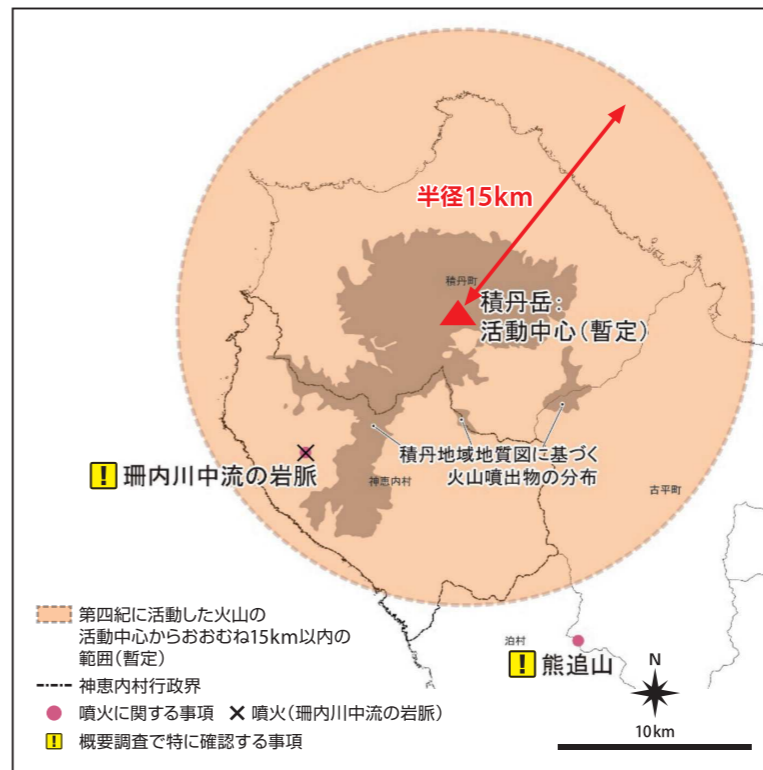 半径15km
積丹町
積丹岳：
活動中心（暫定）
積丹地域地質図に基づく
火山噴出物の分布
! 珊内川中流の岩脈
神恵内村
古平町
泊村
! 熊追山
第四紀に活動した火山の
活動中心からおおむね15km以内の
範囲（暫定）
神恵内村行政界
噴火に関する事項 × 噴火（珊内川中流の岩脈）
! 概要調査で特に確認する事項
N
10km